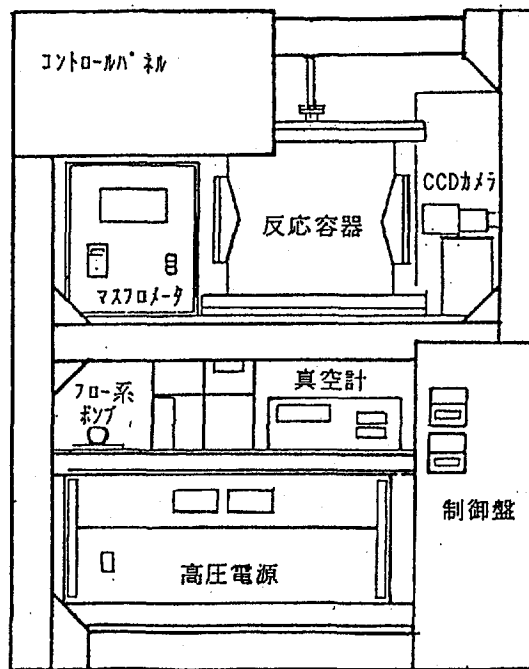 コントロールパネル
CCDカメラ
反応容器
マスフロメータ
フロー系
ポンプ
真空計
制御盤
高圧電源